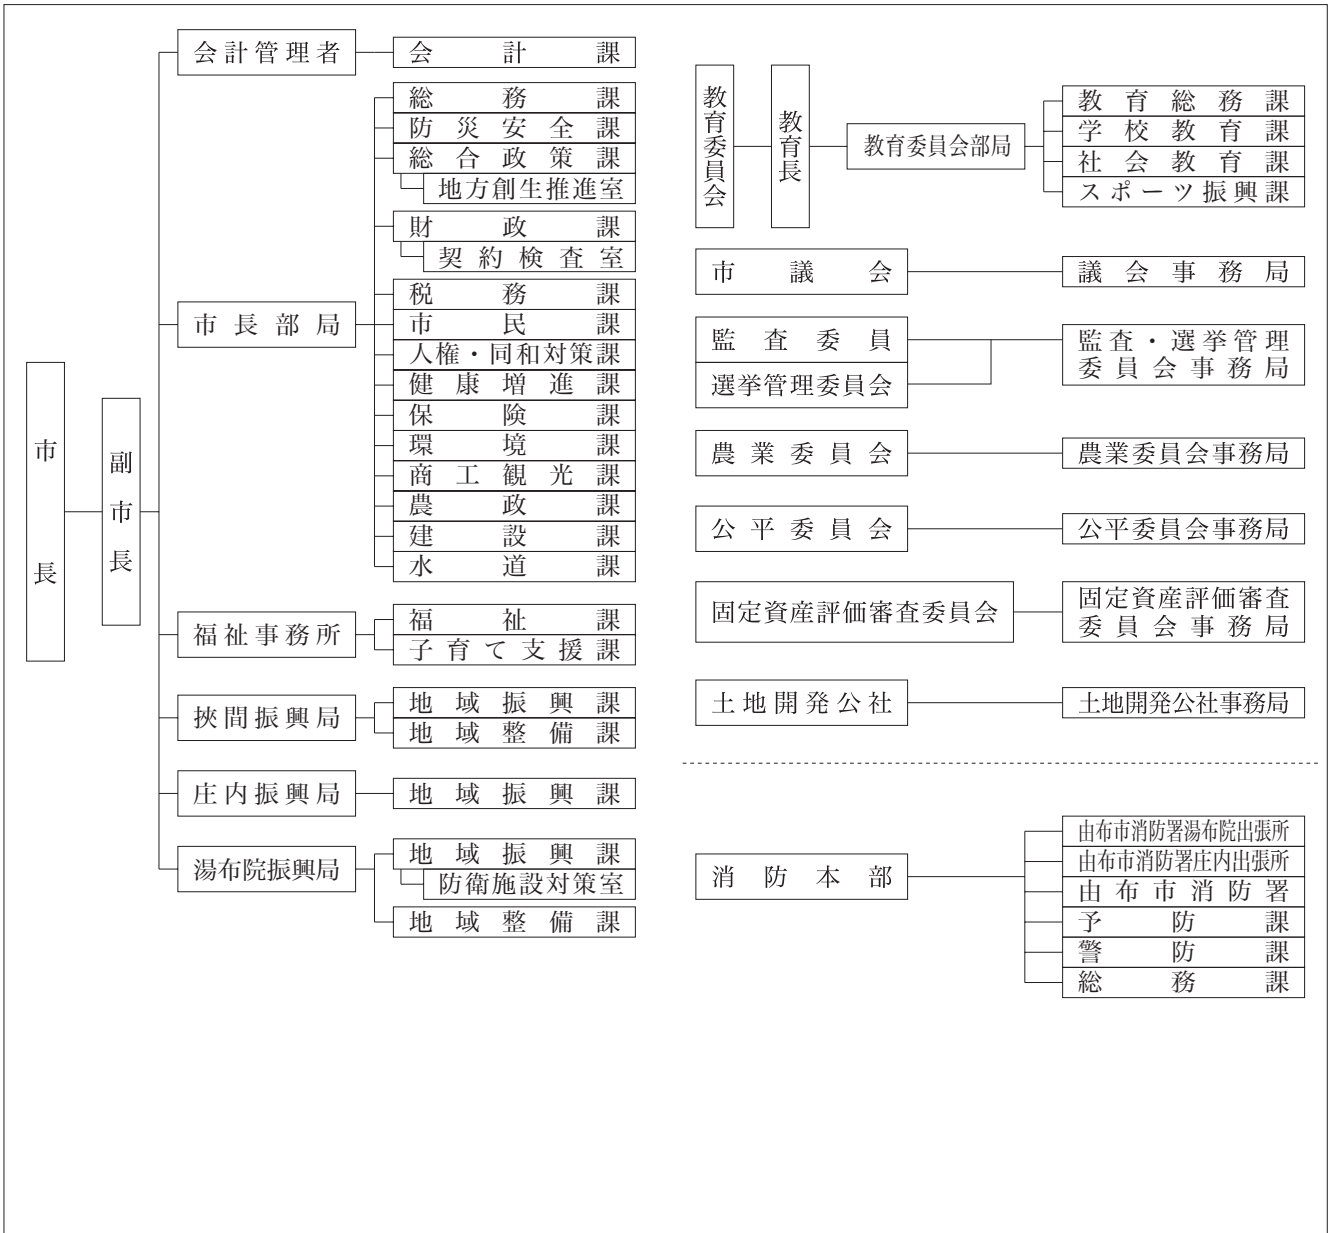 市長
副市長
会計管理者
会計課
市長部局
総務課
防災安全課
総合政策課
地方創生推進室
財政課
契約検査室
税務課
市民課
人権・同和対策課
健康増進課
保険課
環境課
商工観光課
農政課
建設課
水道課
福祉事務所
福祉課
子育て支援課
挾間振興局
地域振興課
地域整備課
庄内振興局
地域振興課
湯布院振興局
地域振興課
防衛施設対策室
地域整備課
教育委員会
教育長
教育委員会部局
教育総務課
学校教育課
社会教育課
スポーツ振興課
市議会
議会事務局
監査委員
選挙管理委員会
監査・選挙管理
委員会事務局
農業委員会
農業委員会事務局
公平委員会
公平委員会事務局
固定資産評価審査委員会
固定資産評価審査
委員会事務局
土地開発公社
土地開発公社事務局
消防本部
由布市消防署湯布院出張所
由布市消防署庄内出張所
由布市消防署
予防課
警防課
総務課